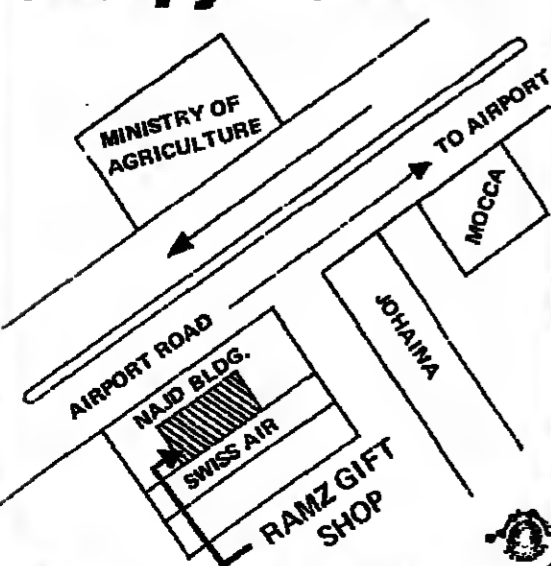 MINISTRY OF
AGRICULTURE
TO AIRPORT
MOCCA
JOHAINA
AIRPORT ROAD
NAJD BLDG.
SWISS AIR
RAMZ GIFT
SHOP